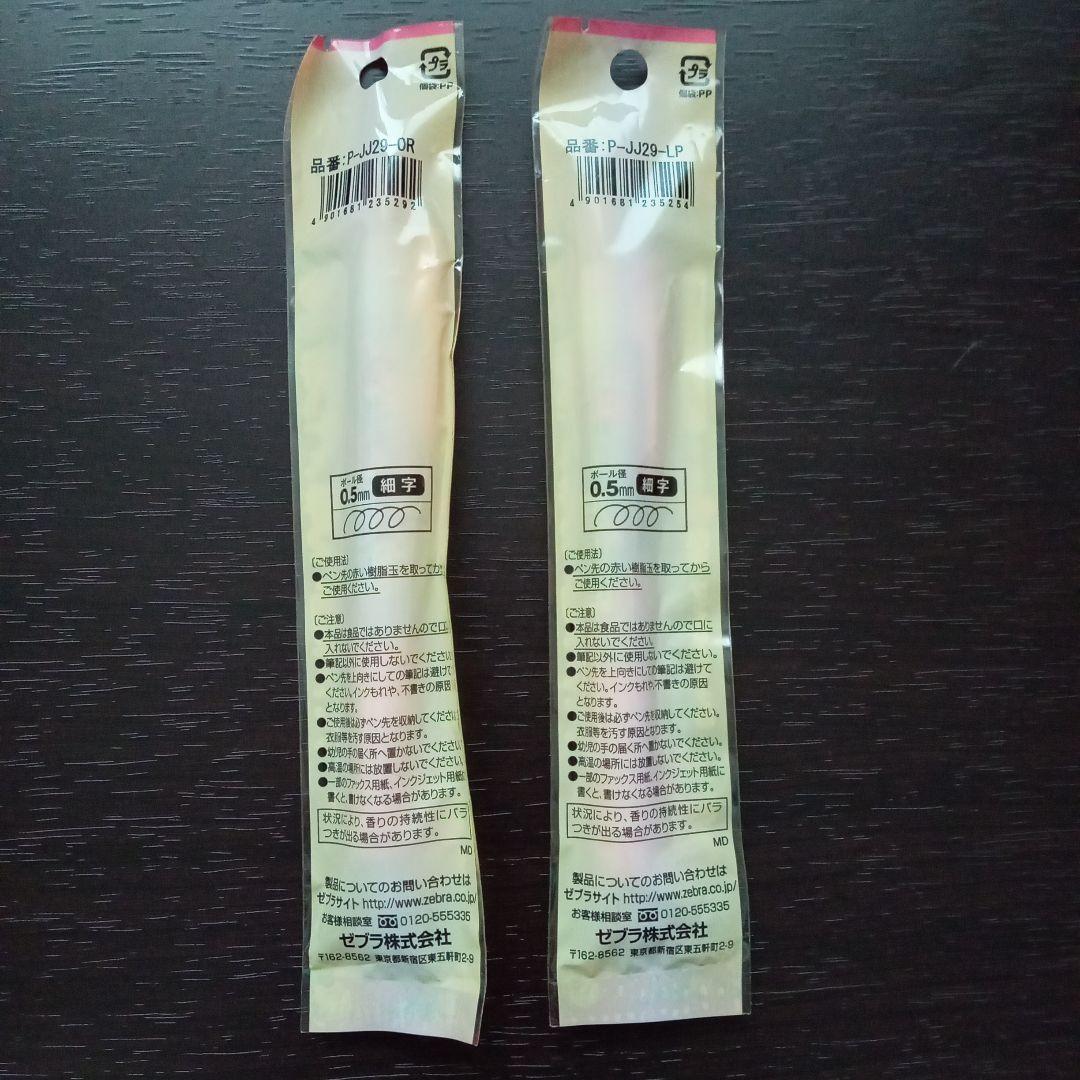 プラ
個袋:PP
品番:P-JJ29-OR
4 901681 235292
ボール径
0.5mm 細字
〔ご使用法〕
●ペン先の赤い樹脂玉を取ってか
ご使用ください。
〔ご注意〕
●本品は食品ではありませんので口
入れないでください。
●筆記以外に使用しないでください
●ペン先を上向きにしての筆記は避けて
ください。インクもれや、不書きの原因
となります。
●ご使用後は必ずペン先を収納してください
衣服等を汚す原因となります。
●幼児の手の届く所へ置かないでください。
●高温の場所には放置しないでください。
●一部のファックス用紙、インクジェット用紙に
書くと、書けなくなる場合があります。
状況により、香りの持続性にバラ
つきが出る場合があります。
MD
製品についてのお問い合わせは
ゼブラサイト http://www.zebra.co.jp/
お客様相談室 0120-555335
ゼブラ株式会社
〒162-8562 東京都新宿区東五軒町2-9
プラ
個袋:PP
品番:P-JJ29-LP
4 901681 235254
ボール径
0.5mm 細字
〔ご使用法〕
●ペン先の赤い樹脂玉を取ってから
ご使用ください。
〔ご注意〕
●本品は食品ではありませんので口に
入れないでください。
●筆記以外に使用しないでください。
●ペン先を上向きにしての筆記は避けて
ください。インクもれや、不書きの原因
となります。
●ご使用後は必ずペン先を収納してください。
衣服等を汚す原因となります。
●幼児の手の届く所へ置かないでください。
●高温の場所には放置しないでください。
●一部のファックス用紙、インクジェット用紙に
書くと、書けなくなる場合があります。
状況により、香りの持続性にバラ
つきが出る場合があります。
MD
製品についてのお問い合わせは
ゼブラサイト http://www.zebra.co.jp/
お客様相談室 0120-555335
ゼブラ株式会社
〒162-8562 東京都新宿区東五軒町2-9